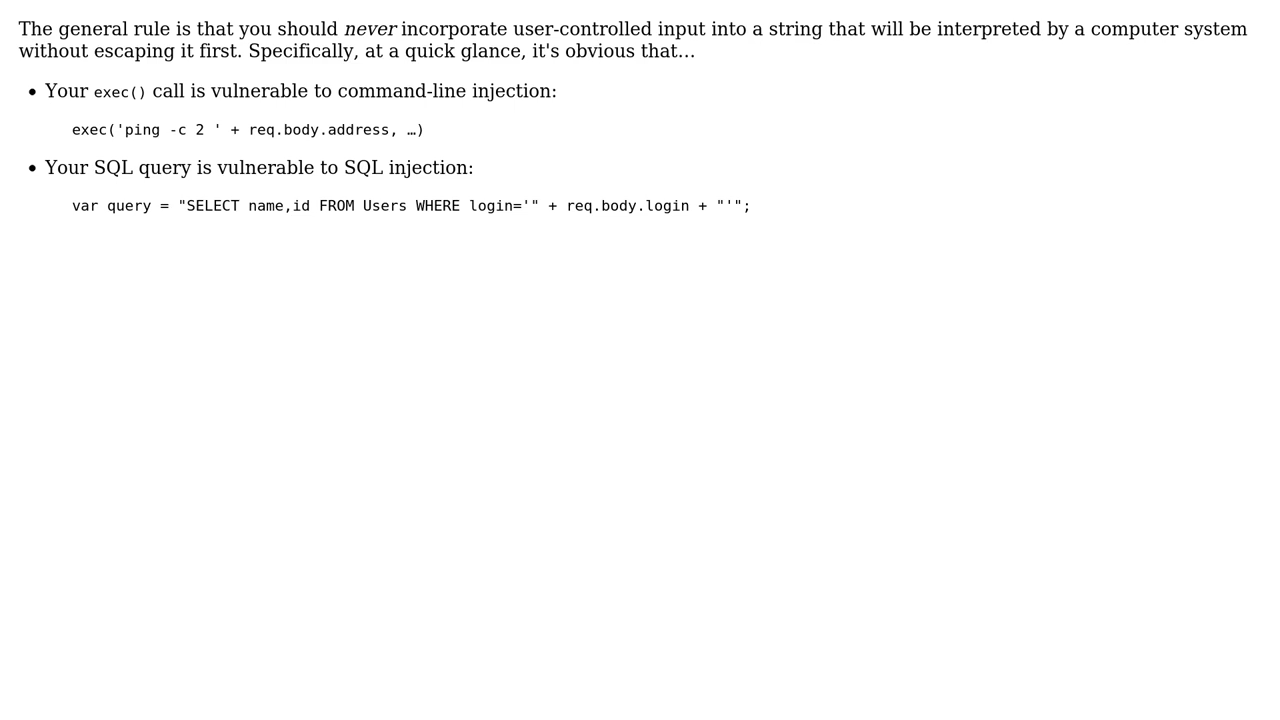 The general rule is that you should never incorporate user-controlled input into a string that will be interpreted by a computer system
without escaping it first. Specifically, at a quick glance, it's obvious that…
• Your exec() call is vulnerable to command-line injection:
exec('ping -c 2 ' + req.body.address, …)
• Your SQL query is vulnerable to SQL injection:
var query = "SELECT name,id FROM Users WHERE login='" + req.body.login + "'";